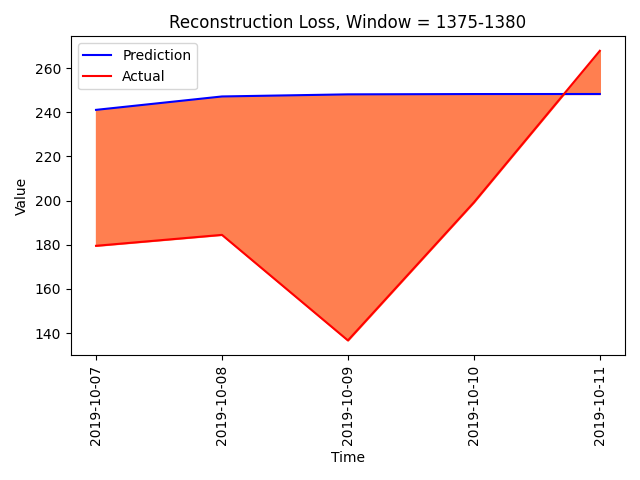 Reconstruction Loss, Window = 1375-1380
Prediction
Actual
260
240
220
200
180
160
140
Value
2019-10-07
2019-10-08
2019-10-09
2019-10-10
2019-10-11
Time